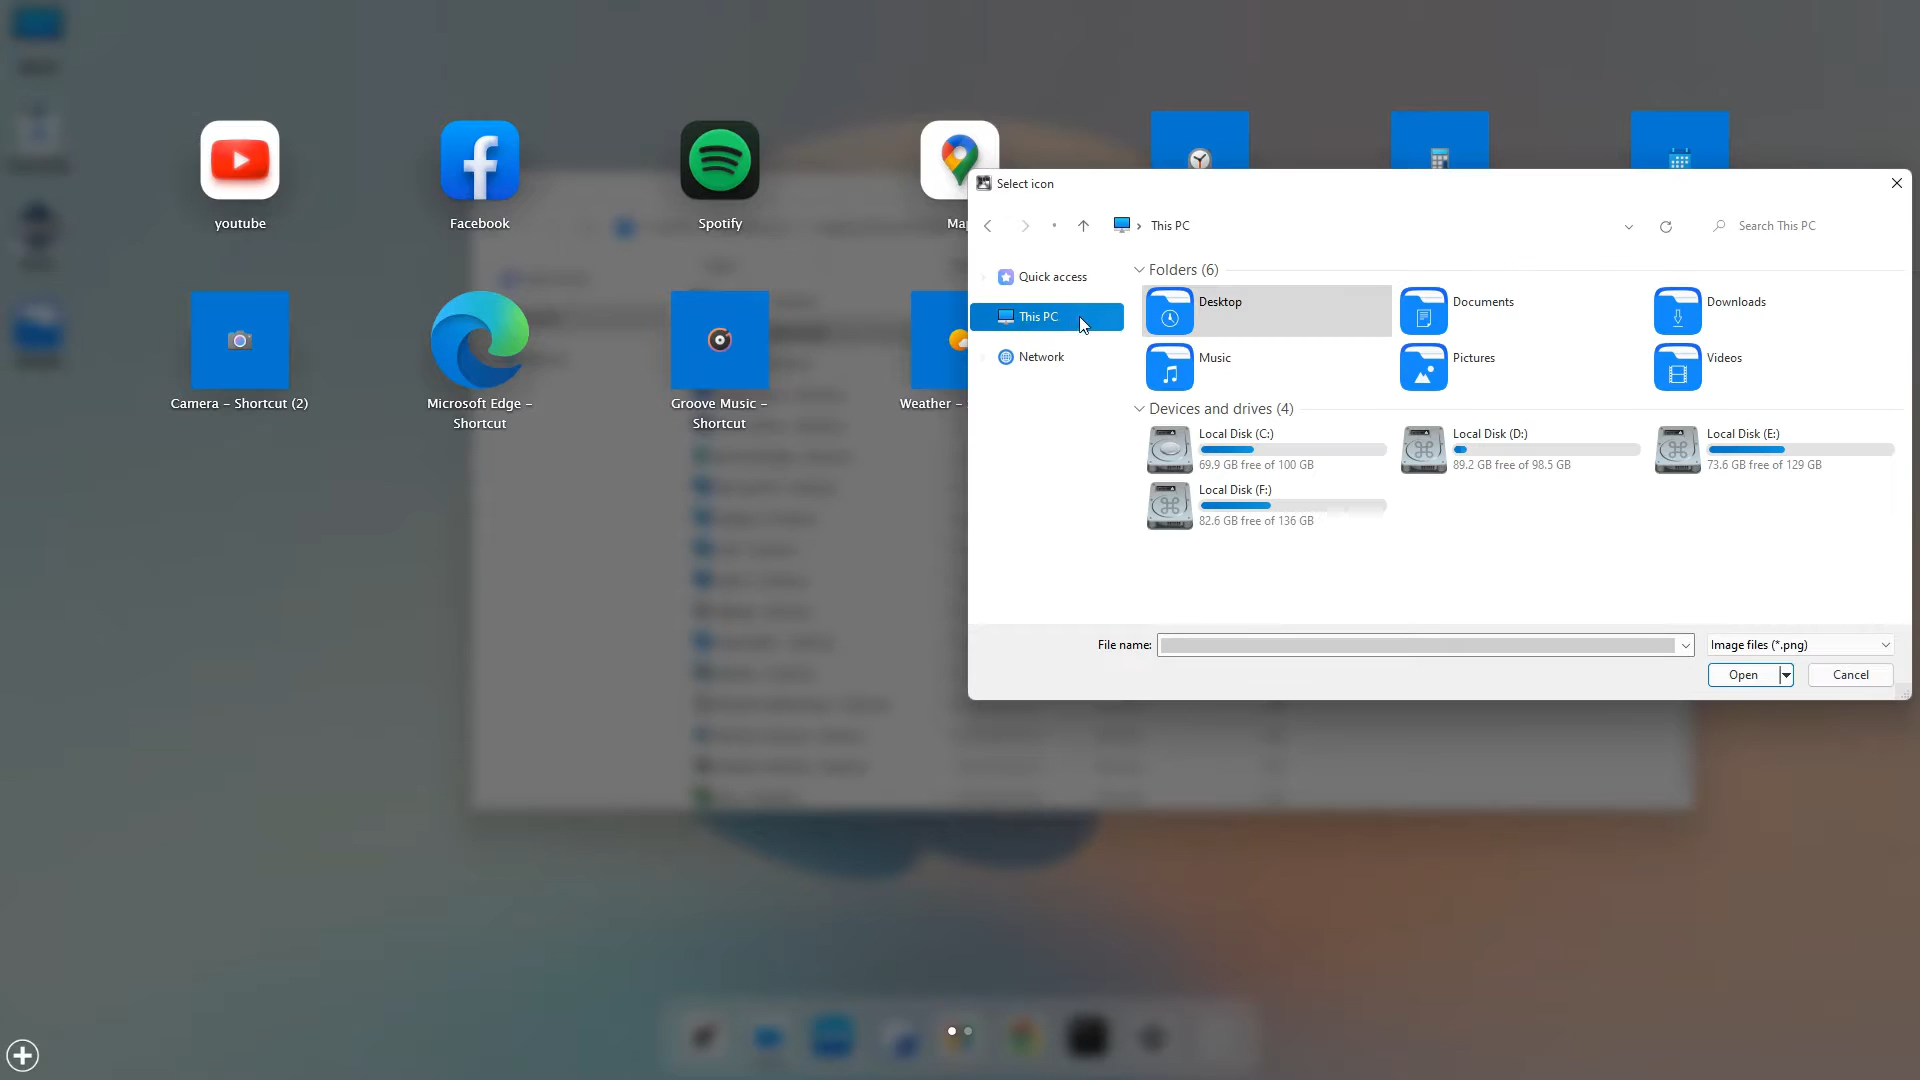 youtube
Facebook
Spotify
Map
Camera – Shortcut (2)
Microsoft Edge –
Shortcut
Groove Music –
Shortcut
Weather –
Select icon
This PC
Search This PC
Quick access
This PC
Network
Folders (6)
Desktop
Documents
Downloads
Music
Pictures
Videos
Devices and drives (4)
Local Disk (C:)
69.9 GB free of 100 GB
Local Disk (D:)
89.2 GB free of 98.5 GB
Local Disk (E:)
73.6 GB free of 129 GB
Local Disk (F:)
82.6 GB free of 136 GB
File name:
Image files (*.png)
Open
Cancel